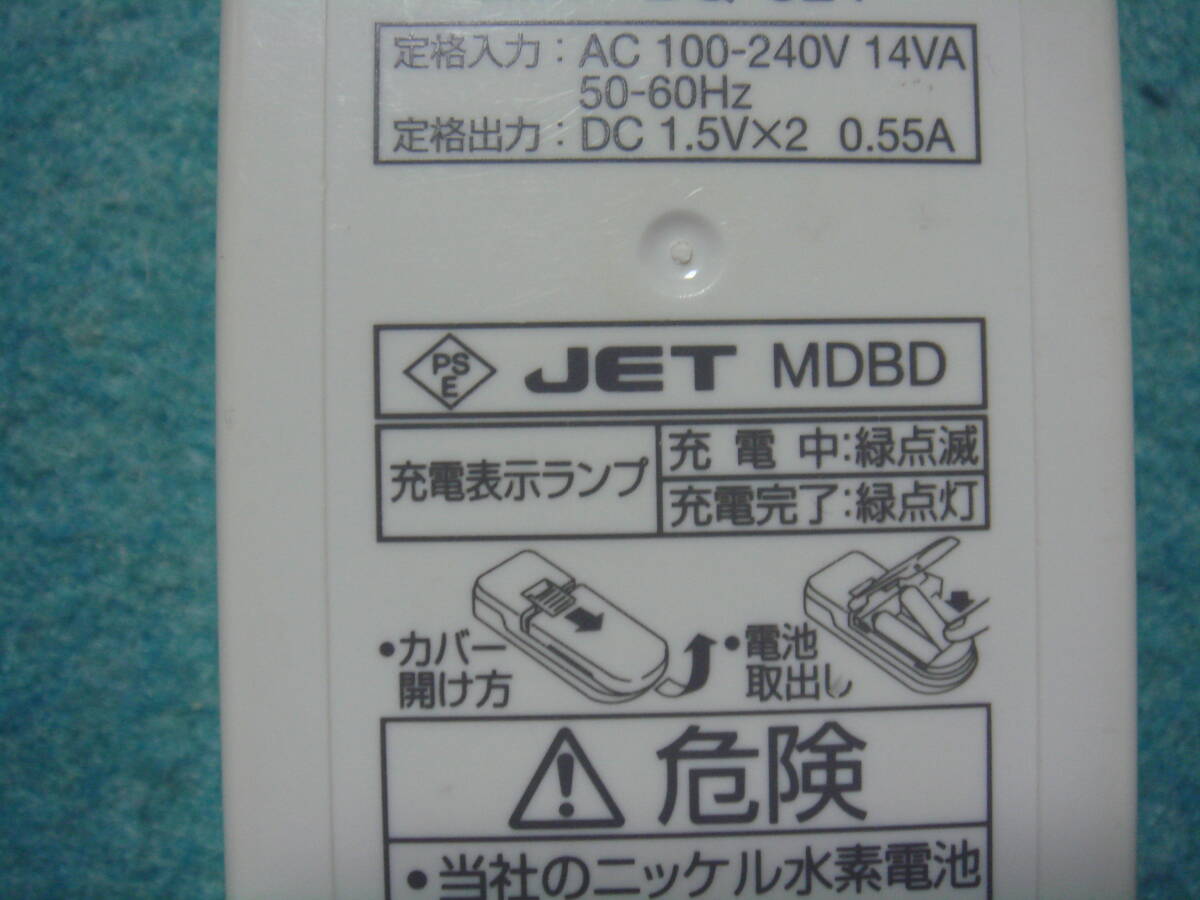 定格入力：AC 100-240V 14VA
50-60Hz
定格出力：DC 1.5V×2 0.55A
PS
E
JET MDBD
充電表示ランプ
充電中：緑点滅
充電完了：緑点灯
•カバー
開け方
•電池
取出し
危険
•当社のニッケル水素電池